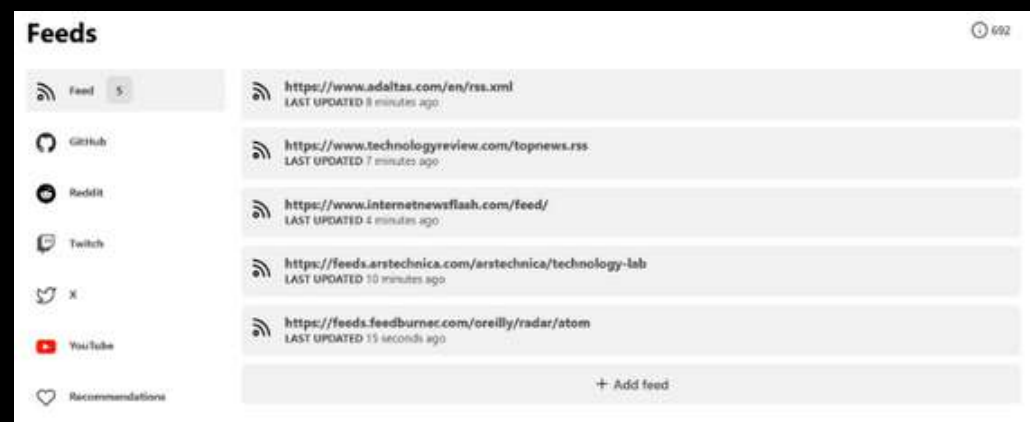 Feeds
692
Feed 5
GitHub
Reddit
Twitch
X
YouTube
Recommendations
https://www.adaltas.com/en/rss.xml
LAST UPDATED 8 minutes ago
https://www.technologyreview.com/topnews.rss
LAST UPDATED 7 minutes ago
https://www.internetnewsflash.com/feed/
LAST UPDATED 4 minutes ago
https://feeds.arstechnica.com/arstechnica/technology-lab
LAST UPDATED 10 minutes ago
https://feeds.feedburner.com/oreilly/radar/atom
LAST UPDATED 15 seconds ago
+ Add feed